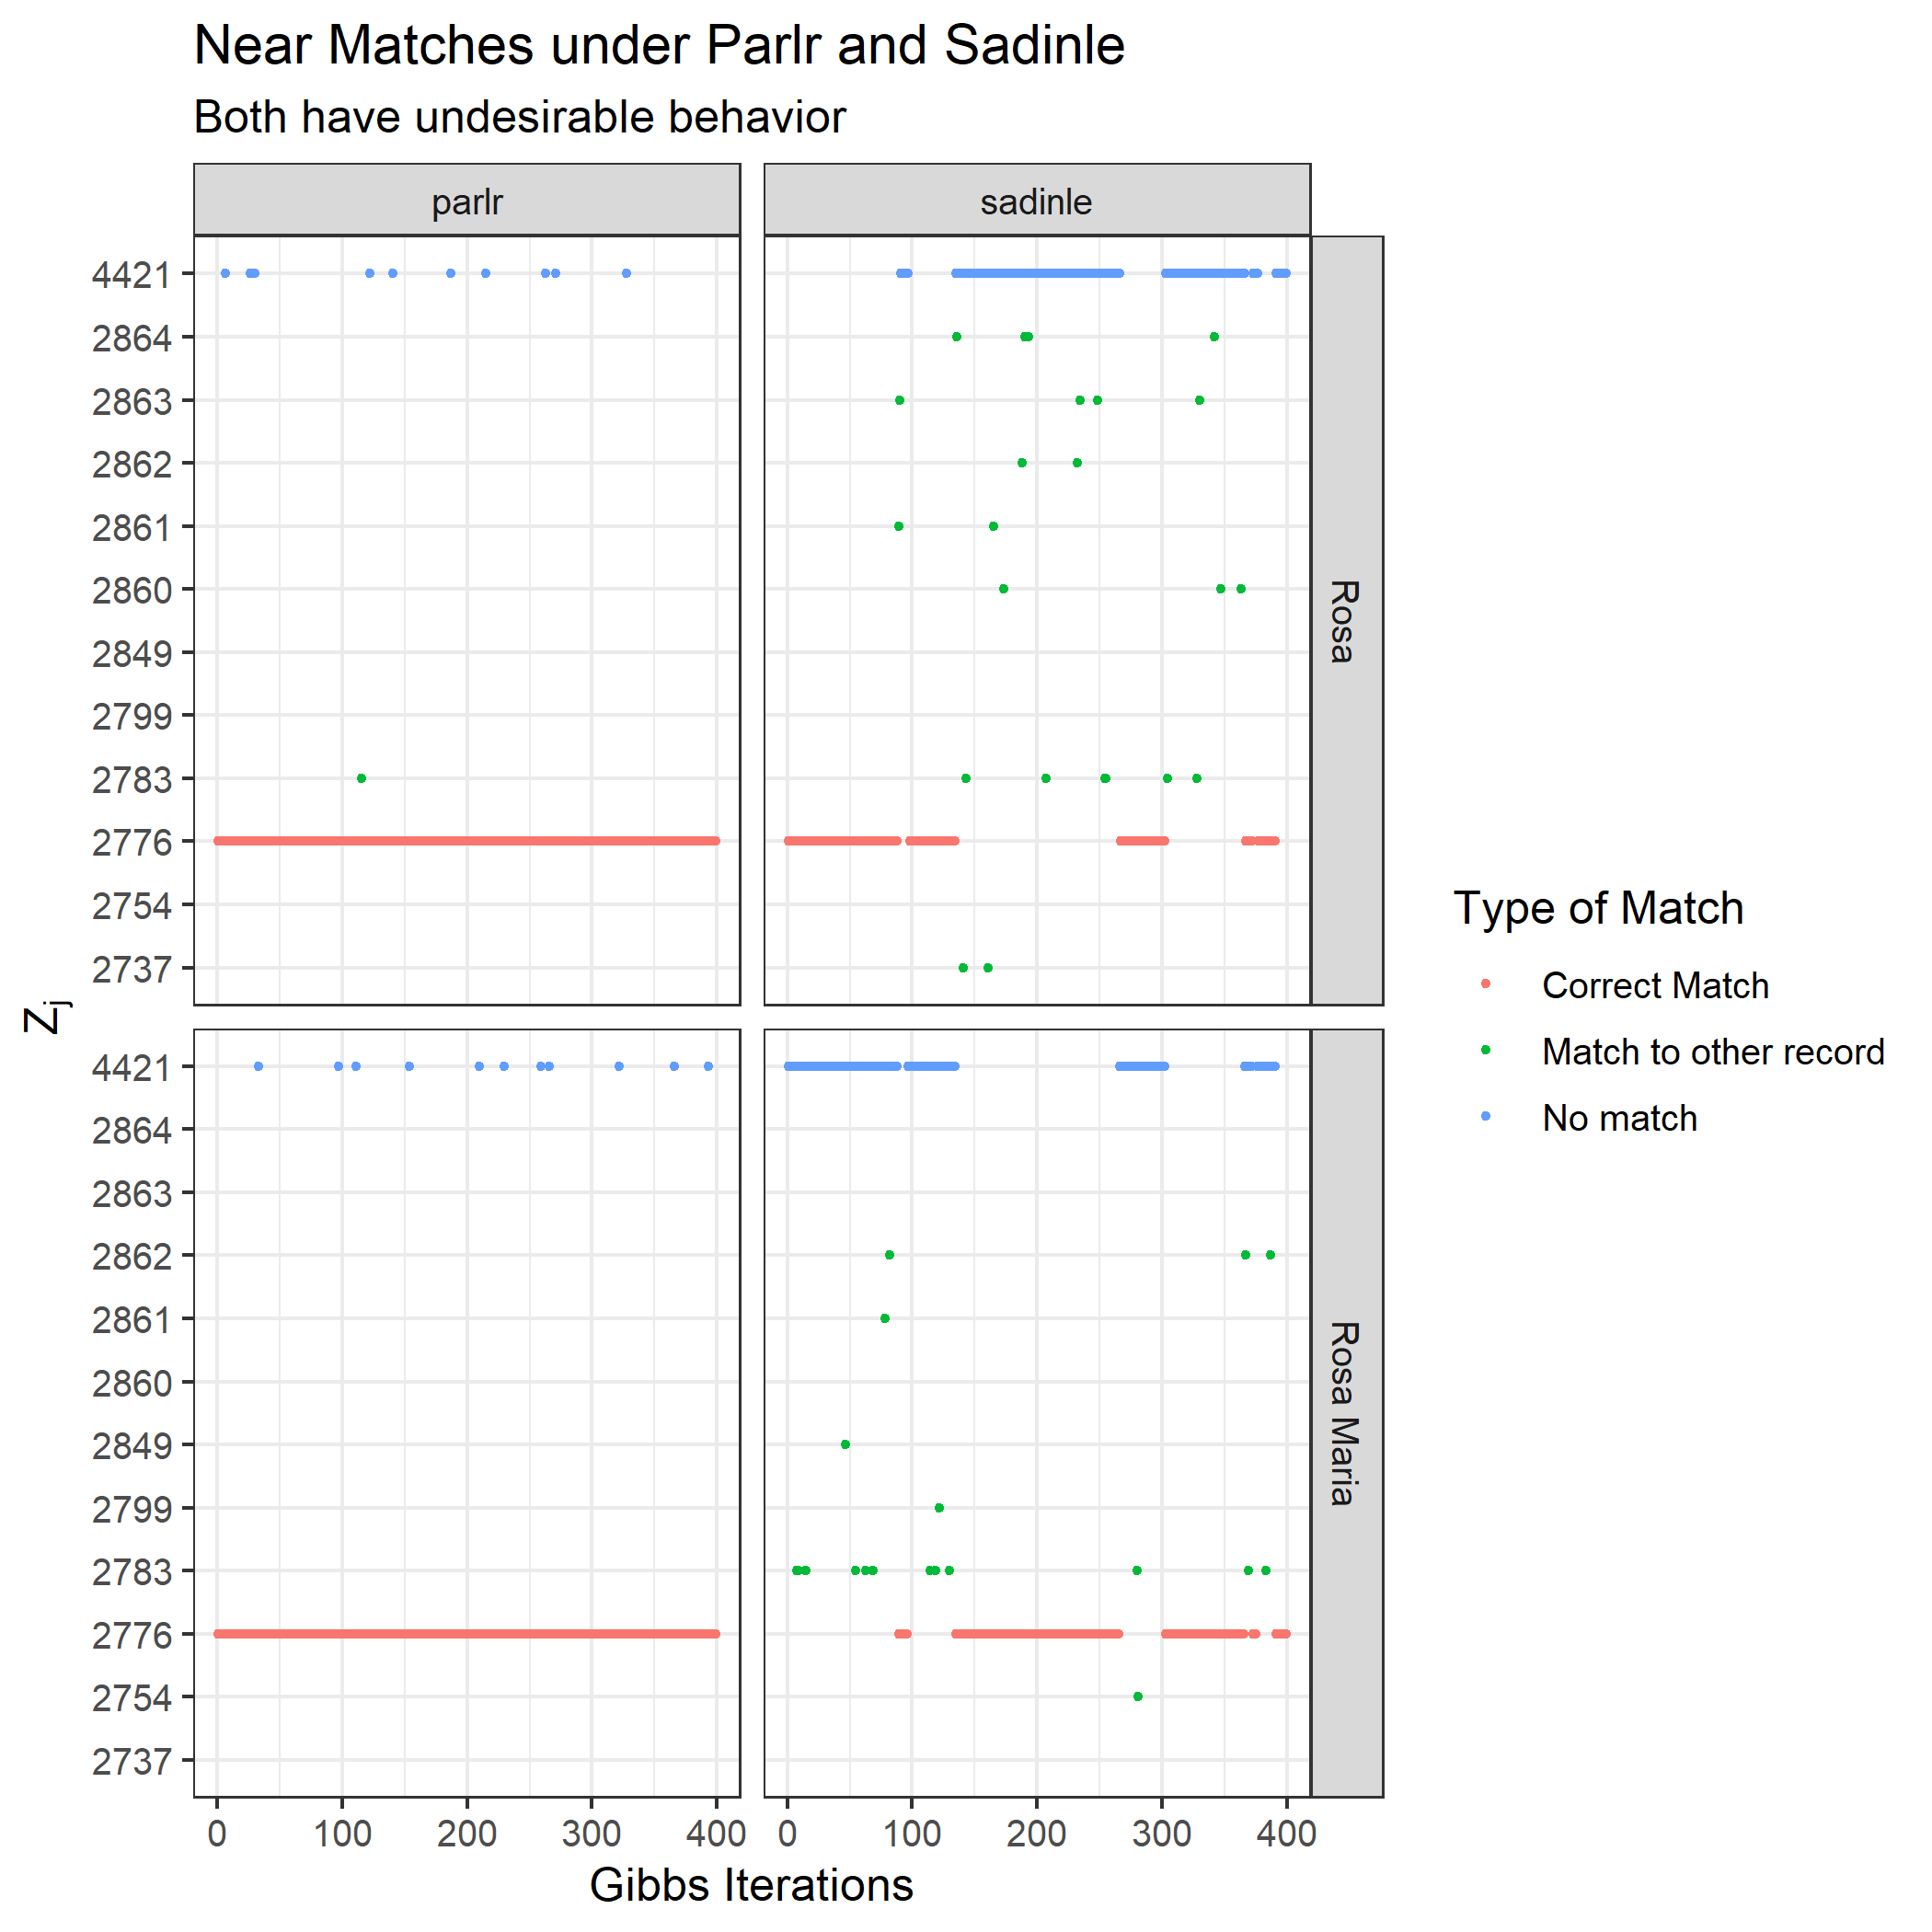 Near Matches under Parlr and Sadinle
Both have undesirable behavior
parlr
sadinle
4421
2864
2863
2862
2861
2860
2849
2799
2783
2776
2754
2737
Rosa
Zij
4421
2864
2863
2862
2861
2860
2849
2799
2783
2776
2754
2737
Rosa Maria
0 100 200 300 400
0 100 200 300 400
Gibbs Iterations
Type of Match
Correct Match
Match to other record
No match